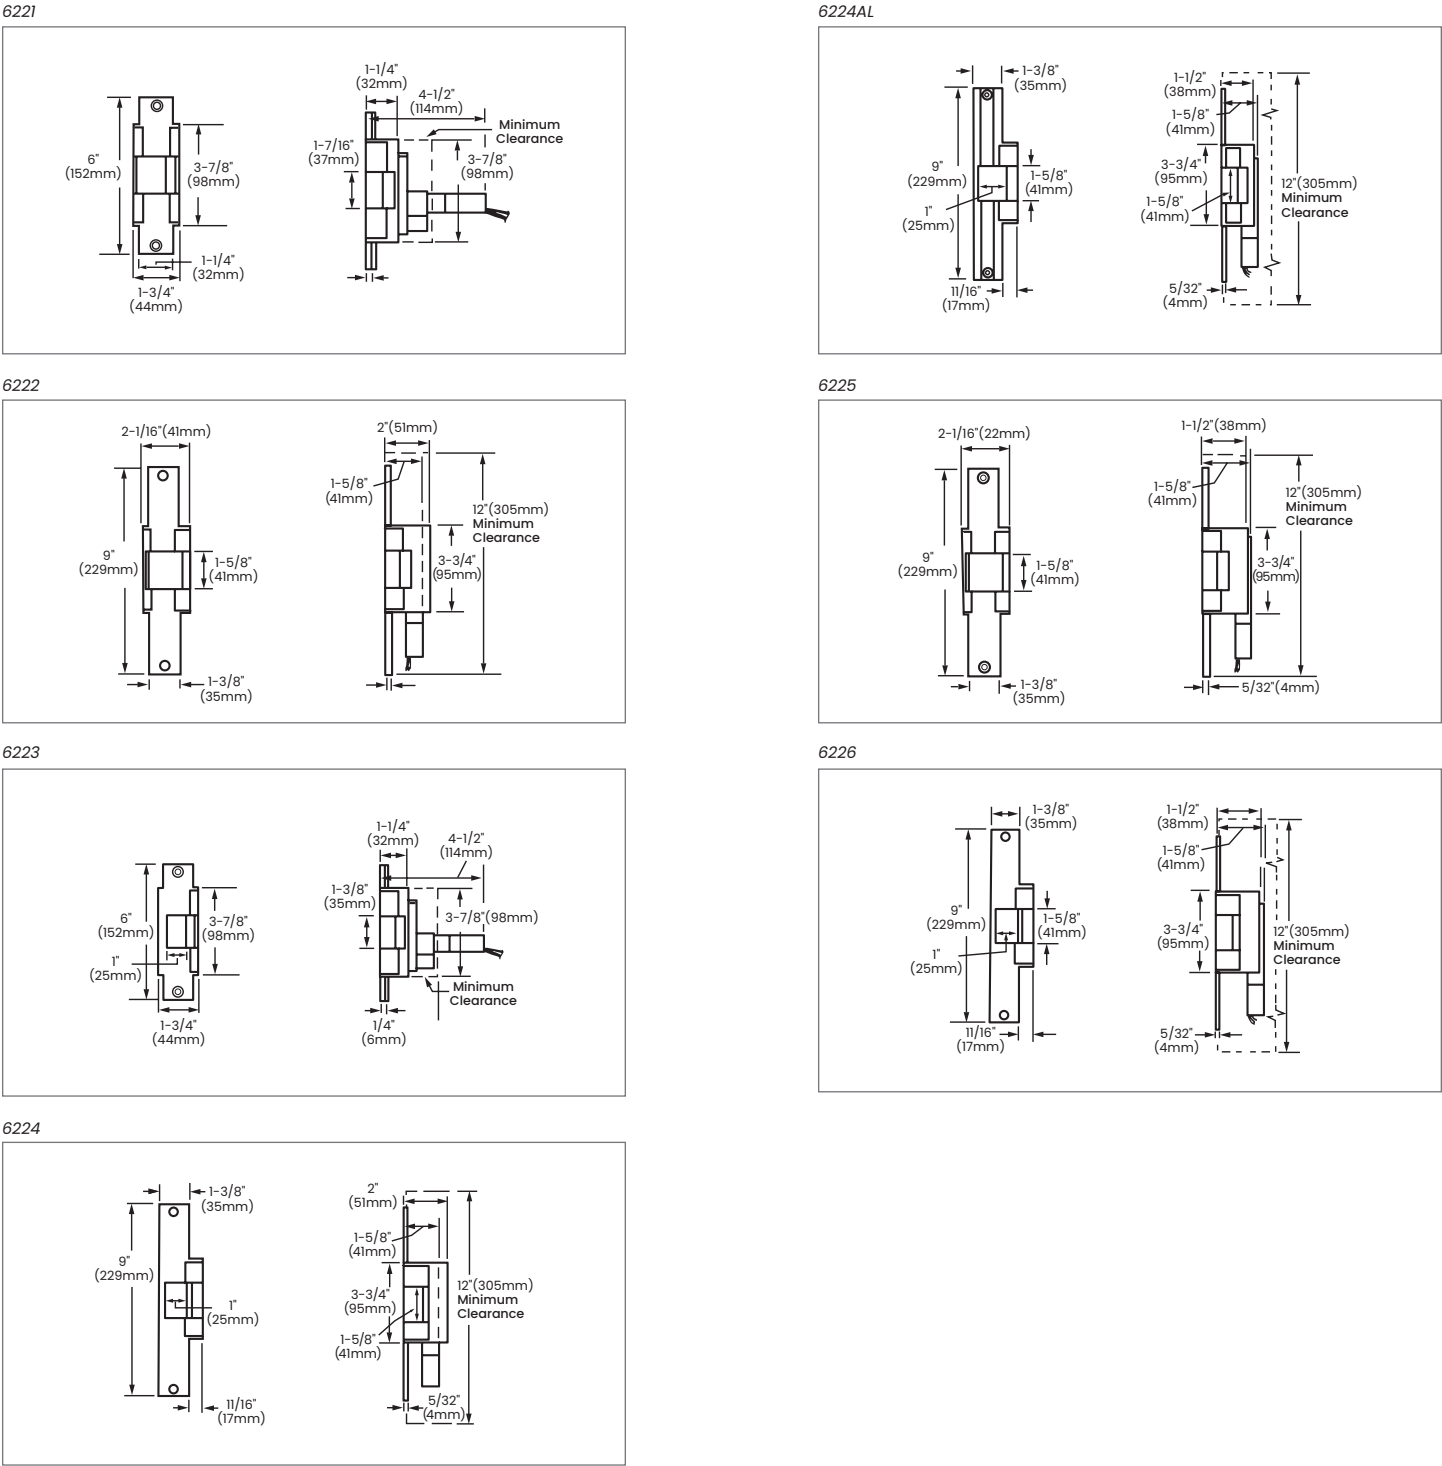 6221
1-1/4"
(32mm)
4-1/2"
(114mm)
Minimum
Clearance
1-7/16"
(37mm)
6"
(152mm)
3-7/8"
(98mm)
3-7/8"
(98mm)
1-1/4"
(32mm)
1-3/4"
(44mm)
6222
2-1/16"(41mm)
2"(51mm)
1-5/8"
(41mm)
12"(305mm)
Minimum
Clearance
9"
(229mm)
1-5/8"
(41mm)
3-3/4"
(95mm)
1-3/8"
(35mm)
6223
1-1/4"
(32mm)
4-1/2"
(114mm)
1-3/8"
(35mm)
6"
(152mm)
3-7/8"
(98mm)
3-7/8"(98mm)
1"
(25mm)
Minimum
Clearance
1-3/4"
(44mm)
1/4"
(6mm)
6224
1-3/8"
(35mm)
2"
(51mm)
1-5/8"
(41mm)
9"
(229mm)
12"(305mm)
Minimum
Clearance
3-3/4"
(95mm)
1"
(25mm)
1-5/8"
(41mm)
11/16"
(17mm)
5/32"
(4mm)
6224AL
1-3/8"
(35mm)
1-1/2"
(38mm)
1-5/8"
(41mm)
9"
(229mm)
1-5/8"
(41mm)
3-3/4"
(95mm)
12"(305mm)
Minimum
Clearance
1"
(25mm)
1-5/8"
(41mm)
11/16"
(17mm)
5/32"
(4mm)
6225
2-1/16"(22mm)
1-1/2"(38mm)
1-5/8"
(41mm)
12"(305mm)
Minimum
Clearance
9"
(229mm)
1-5/8"
(41mm)
3-3/4"
(95mm)
1-3/8"
(35mm)
5/32"(4mm)
6226
1-3/8"
(35mm)
1-1/2"
(38mm)
1-5/8"
(41mm)
9"
(229mm)
1-5/8"
(41mm)
3-3/4"
(95mm)
12"(305mm)
Minimum
Clearance
1"
(25mm)
11/16"
(17mm)
5/32"
(4mm)